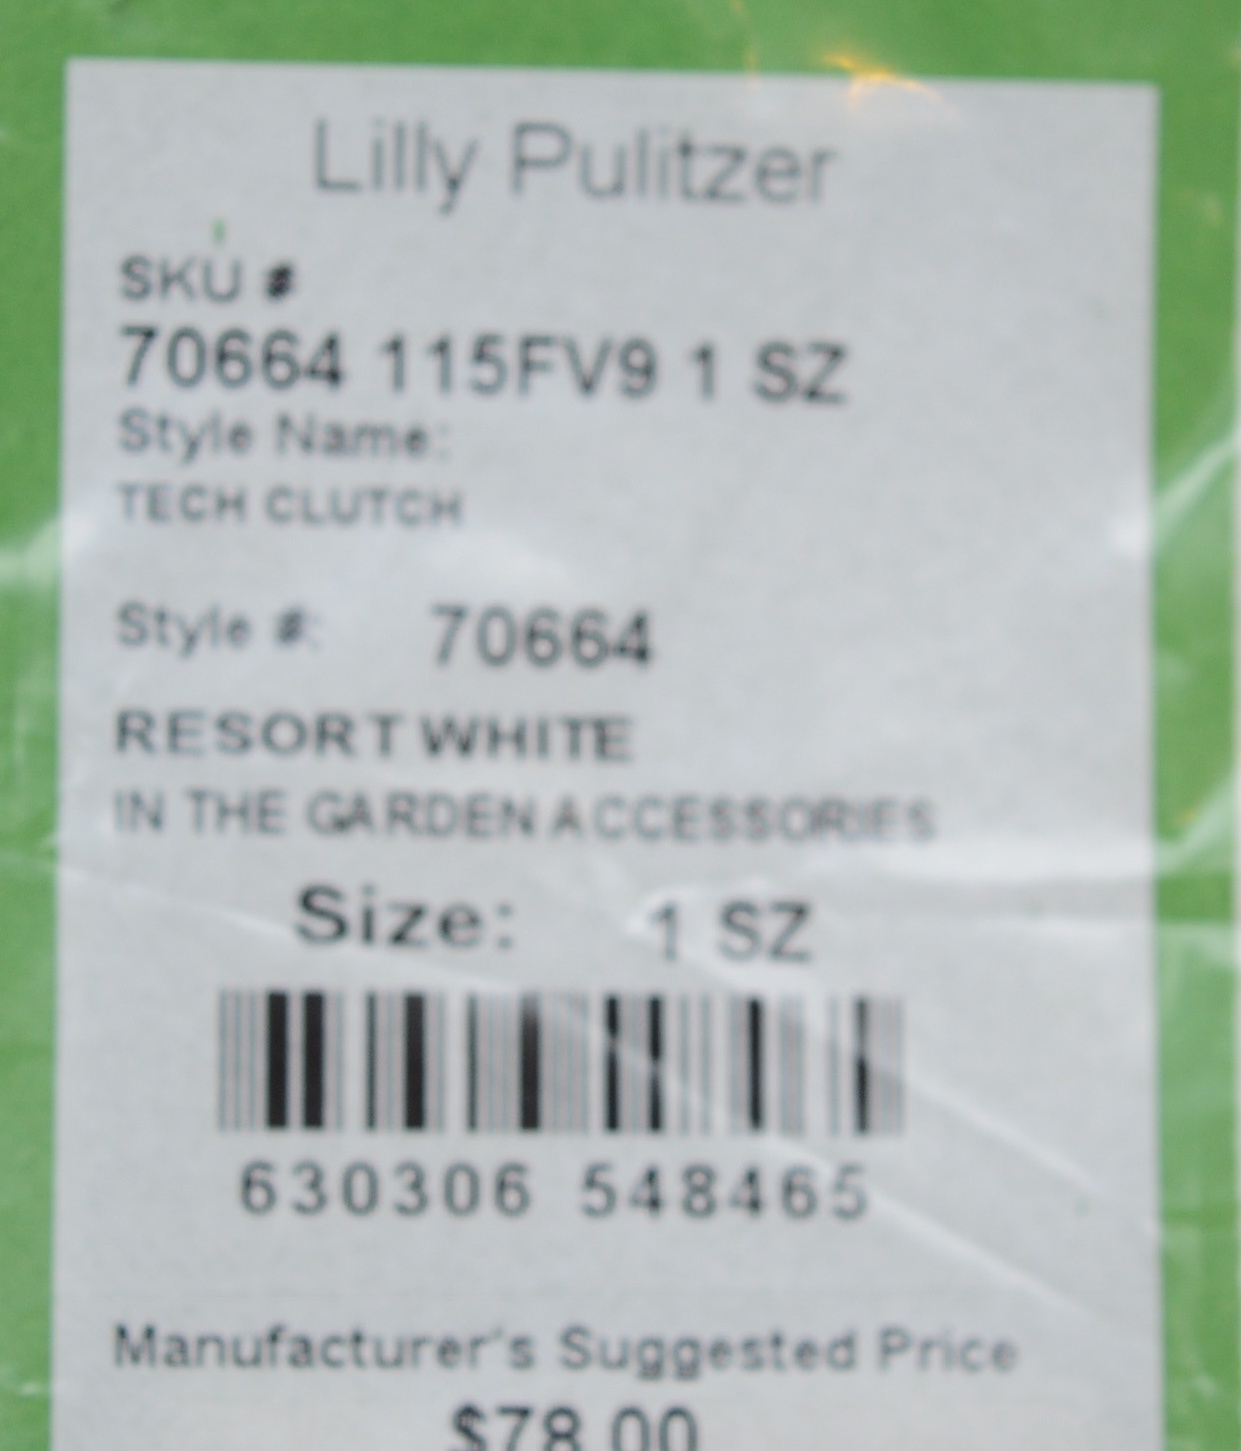 Lilly Pulitzer
SKU #
70664 115FV9 1 SZ
Style Name:
TECH CLUTCH
Style #: 70664
RESORT WHITE
IN THE GARDEN ACCESSORIES
Size: 1 SZ
630306 548465
Manufacturer's Suggested Price
$78.00